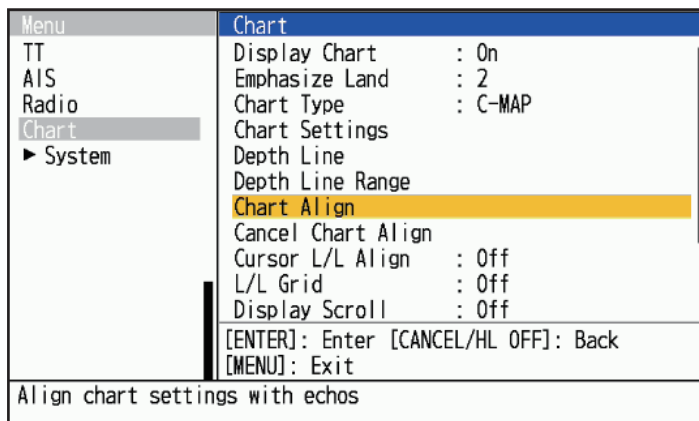 Menu
TT
AIS
Radio
Chart
► System
Chart
Display Chart : On
Emphasize Land : 2
Chart Type : C-MAP
Chart Settings
Depth Line
Depth Line Range
Chart Align
Cancel Chart Align
Cursor L/L Align : Off
L/L Grid : Off
Display Scroll : Off
[ENTER]: Enter [CANCEL/HL OFF]: Back
[MENU]: Exit
Align chart settings with echos